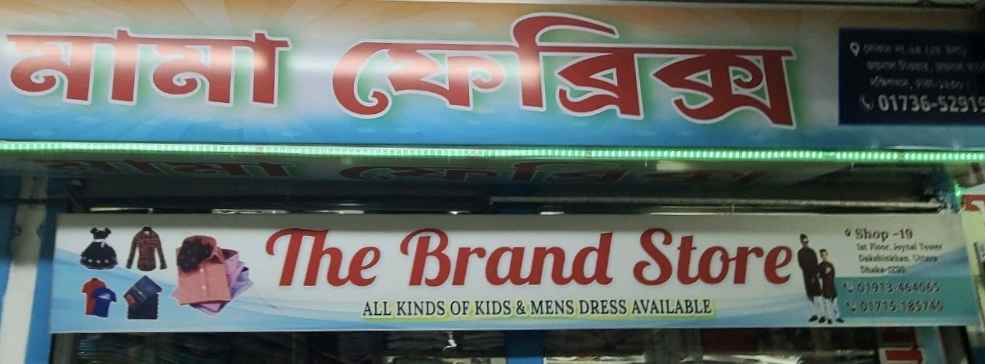 মামা ফেব্রিক্স
01736-52919
The Brand Store
ALL KINDS OF KIDS & MENS DRESS AVAILABLE
Shop -19
1st Floor, Joynal Tower
Dakshinkhan, Uttara
Dhaka-1230
01913-464065
01715-185740